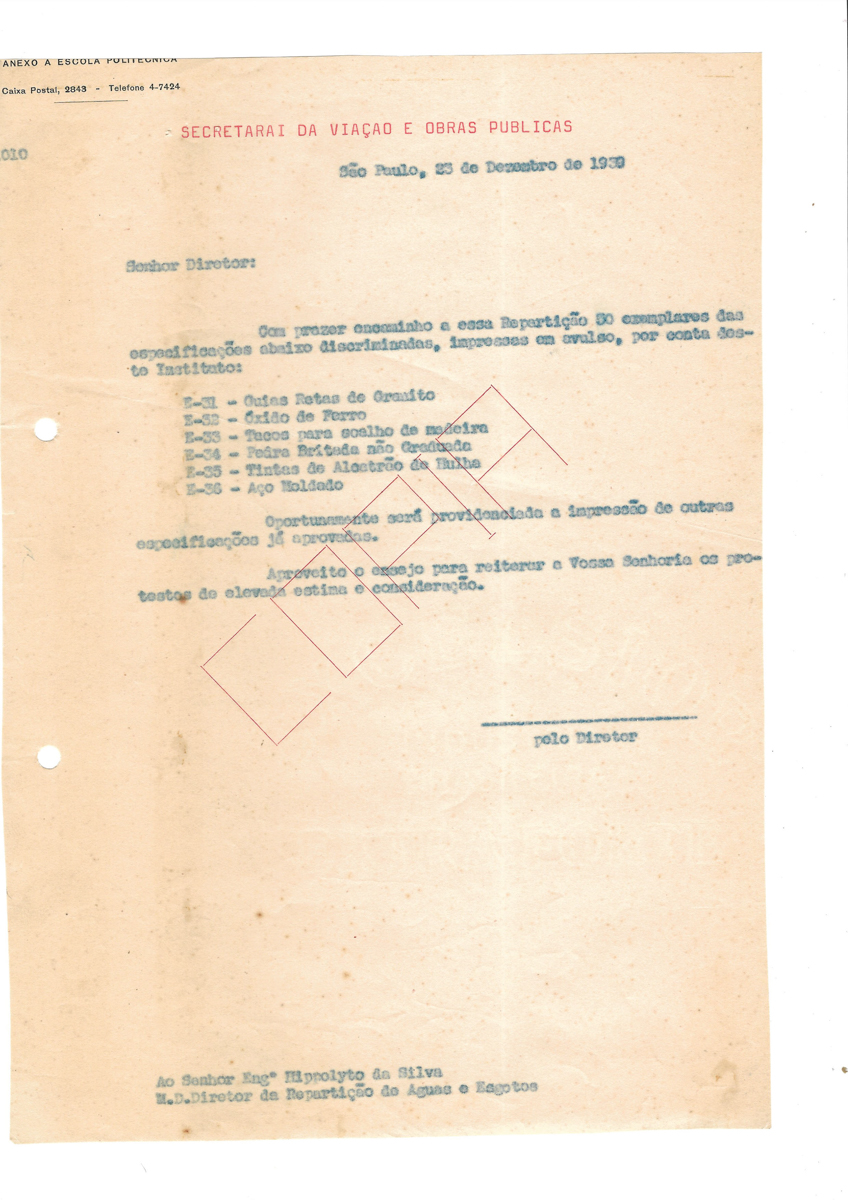 ANEXO A ESCOLA POLITECNICA
Caixa Postal, 2843 - Telefone 4-7424
SECRETARAI DA VIAÇAO E OBRAS PUBLICAS
1010
São Paulo, 23 de Dezembro de 1939
Senhor Diretor:
Com prazer encaminho a essa Repartição 50 exemplares das
especificações abaixo discriminadas, impressas em avulso, por conta des-
te Instituto:
E-31 - Guias Retas de Granito
E-32 - Óxido de Ferro
E-33 - Tacos para soalho de madeira
E-34 - Pedra Britada não Graduada
E-35 - Tintas de Alcatrão de Hulha
E-36 - Aço Moldado
Oportunamente será providenciada a impressão de outras
especificações já aprovadas.
Aproveito o ensejo para reiterar a Vossa Senhoria os pro-
testos de elevada estima e consideração.
COPIA
pelo Diretor
Ao Senhor Engº Hippolyto da Silva
M.D.Diretor da Repartição de Aguas e Esgotos